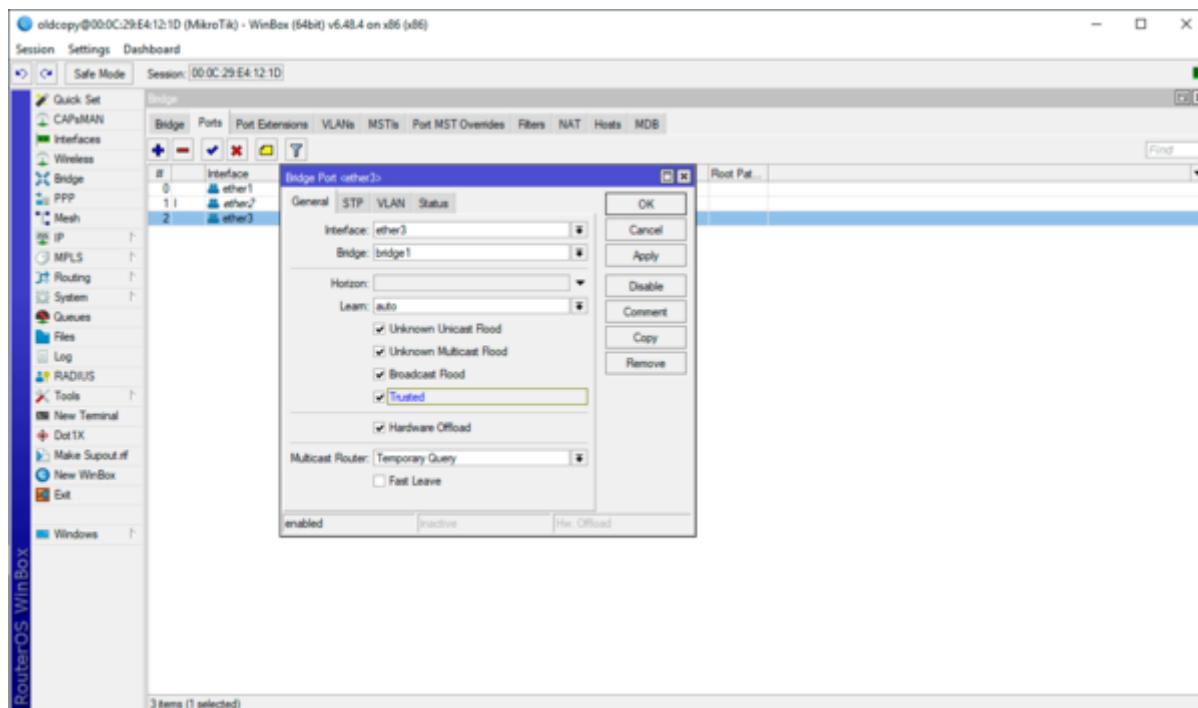 oldcopy@00:0C:29:E4:12:1D (MikroTik) - WinBox (64bit) v6.48.4 on x86 (x86)
Session Settings Dashboard
Safe Mode Session: 00:0C:29:E4:12:1D
Quick Set
CAPsMAN
Interfaces
Wireless
Bridge
PPP
Mesh
IP
MPLS
Routing
System
Queues
Files
Log
RADIUS
Tools
New Terminal
Dot1X
Make Supout.rif
New WinBox
Exit
Windows
RouterOS WinBox
Bridge
Bridge Ports Port Extensions VLANs MSTIs Port MST Overrides Filters NAT Hosts MDB
Find
# Interface Root Pat...
0 ether1
1 I ether2
2 ether3
Bridge Port <ether3>
General STP VLAN Status
Interface: ether3
Bridge: bridge1
Horizon:
Learn: auto
Unknown Unicast Flood
Unknown Multicast Flood
Broadcast Flood
Trusted
Hardware Offload
Multicast Router: Temporary Query
Fast Leave
enabled inactive Hw. Offload
OK
Cancel
Apply
Disable
Comment
Copy
Remove
3 items (1 selected)